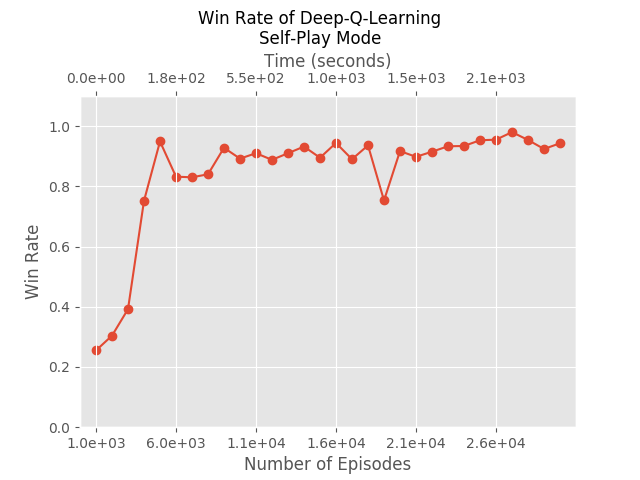 Win Rate of Deep-Q-Learning
Self-Play Mode
Time (seconds)
0.0e+00 1.8e+02 5.5e+02 1.0e+03 1.5e+03 2.1e+03
1.0
0.8
0.6
0.4
0.2
0.0
Win Rate
1.0e+03 6.0e+03 1.1e+04 1.6e+04 2.1e+04 2.6e+04
Number of Episodes